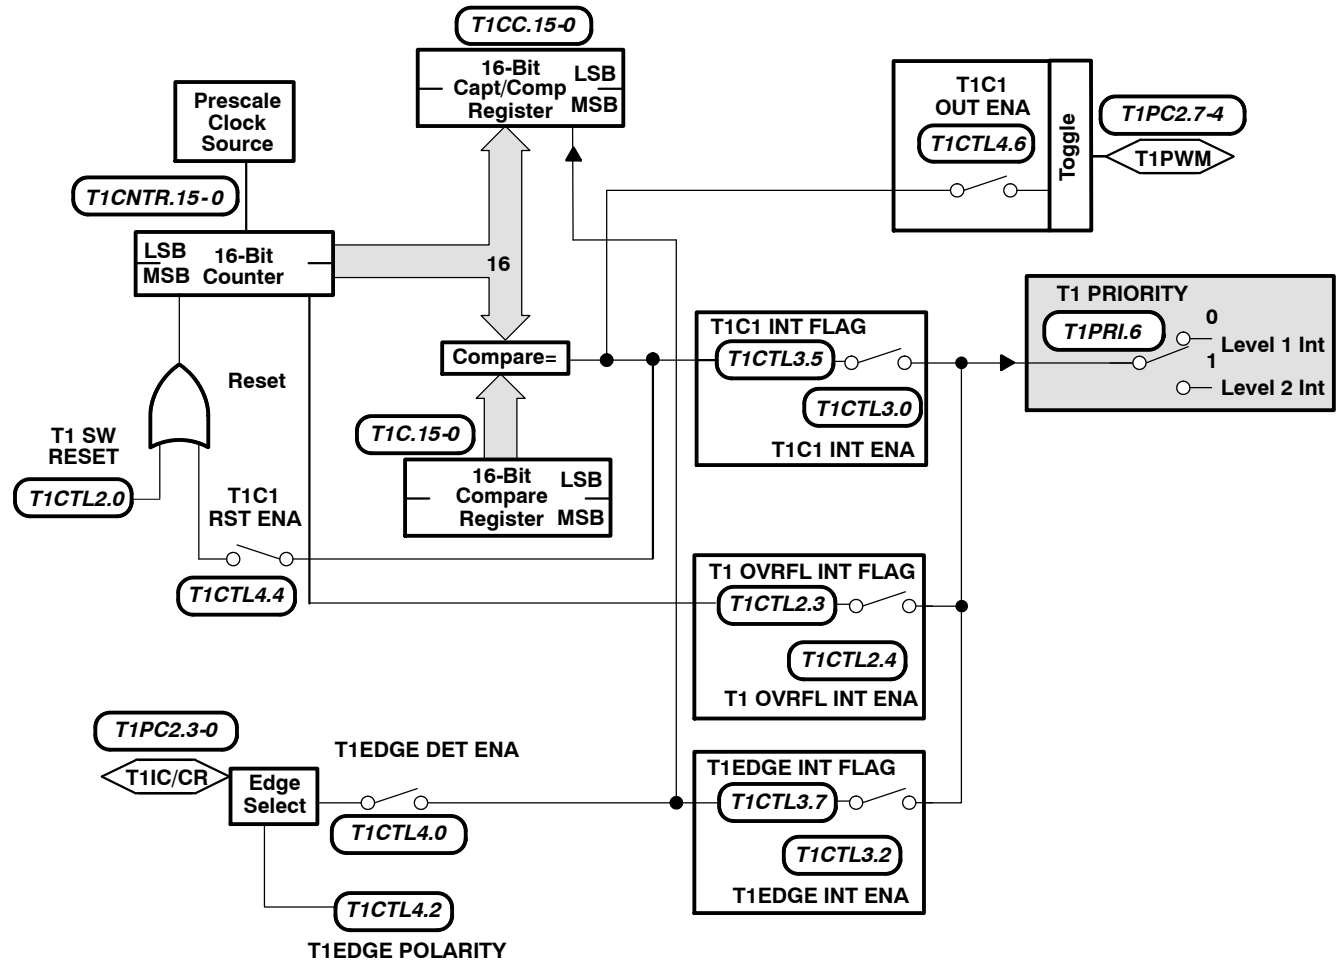 T1CC.15-0
16-Bit
Capt/Comp
Register
LSB
MSB
Prescale
Clock
Source
T1C1
OUT ENA
T1CTL4.6
Toggle
T1PC2.7-4
T1PWM
T1CNTR.15-0
LSB
MSB
16-Bit
Counter
16
T1 PRIORITY
T1PRI.6
0
Level 1 Int
1
Level 2 Int
T1C1 INT FLAG
T1CTL3.5
T1CTL3.0
T1C1 INT ENA
Compare=
Reset
T1C.15-0
T1 SW
RESET
T1CTL2.0
16-Bit
Compare
Register
LSB
MSB
T1C1
RST ENA
T1CTL4.4
T1 OVRFL INT FLAG
T1CTL2.3
T1CTL2.4
T1 OVRFL INT ENA
T1PC2.3-0
T1IC/CR
Edge
Select
T1EDGE DET ENA
T1CTL4.0
T1EDGE INT FLAG
T1CTL3.7
T1CTL3.2
T1EDGE INT ENA
T1CTL4.2
T1EDGE POLARITY